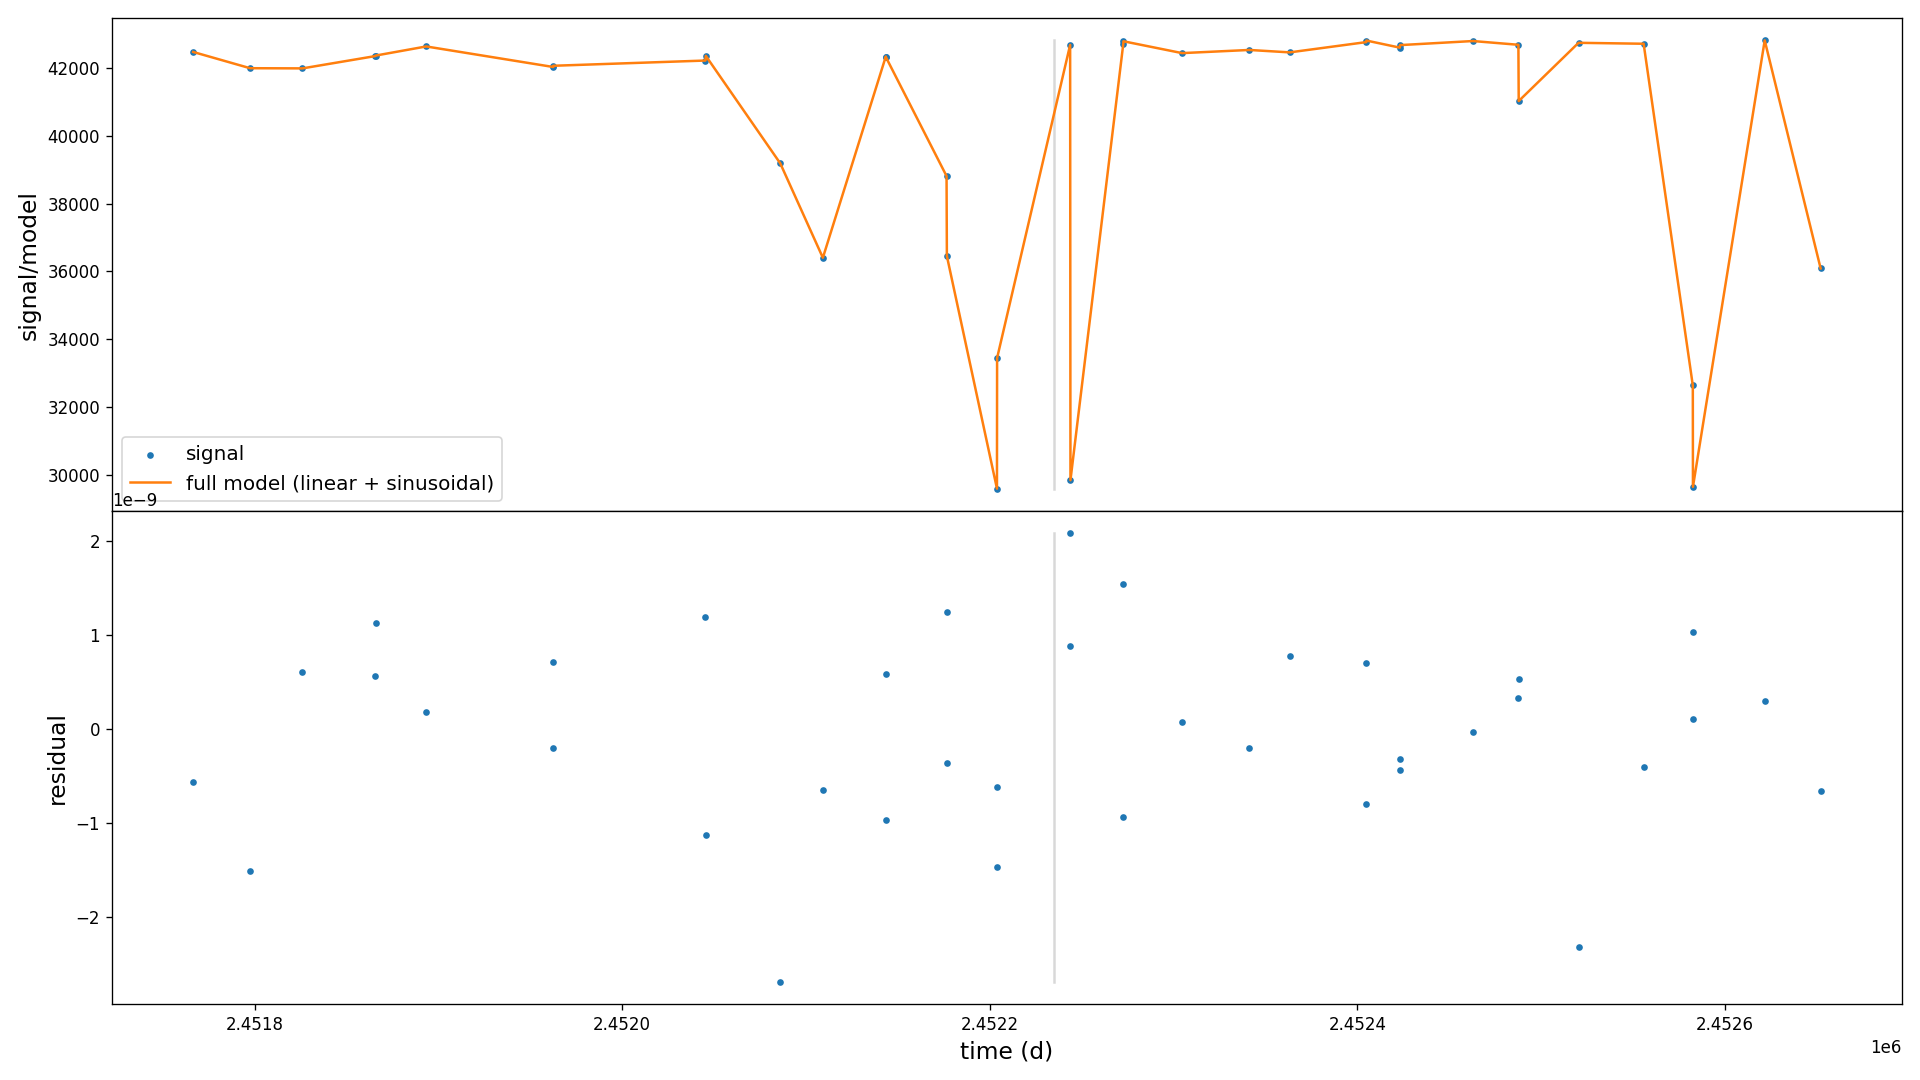 42000
40000
38000
36000
34000
32000
30000
signal/model
signal
full model (linear + sinusoidal)
1e−9
2
1
0
−1
−2
residual
2.4518
2.4520
2.4522
2.4524
2.4526
time (d)
1e6